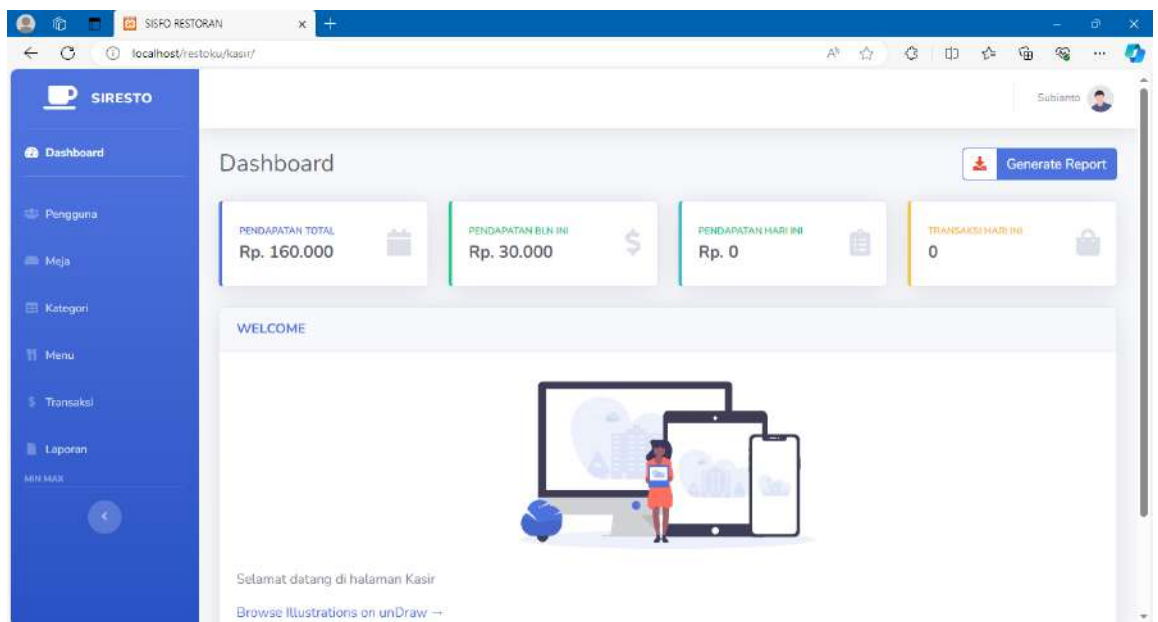 SISFO RESTORAN
localhost/restoku/kasir/
SIRESTO
Subianto
Dashboard
Pengguna
Meja
Kategori
Menu
Transaksi
Laporan
MIN MAX
Dashboard
Generate Report
PENDAPATAN TOTAL
Rp. 160.000
PENDAPATAN BLN INI
Rp. 30.000
PENDAPATAN HARI INI
Rp. 0
TRANSAKSI HARI INI
0
WELCOME
Selamat datang di halaman Kasir
Browse Illustrations on unDraw →